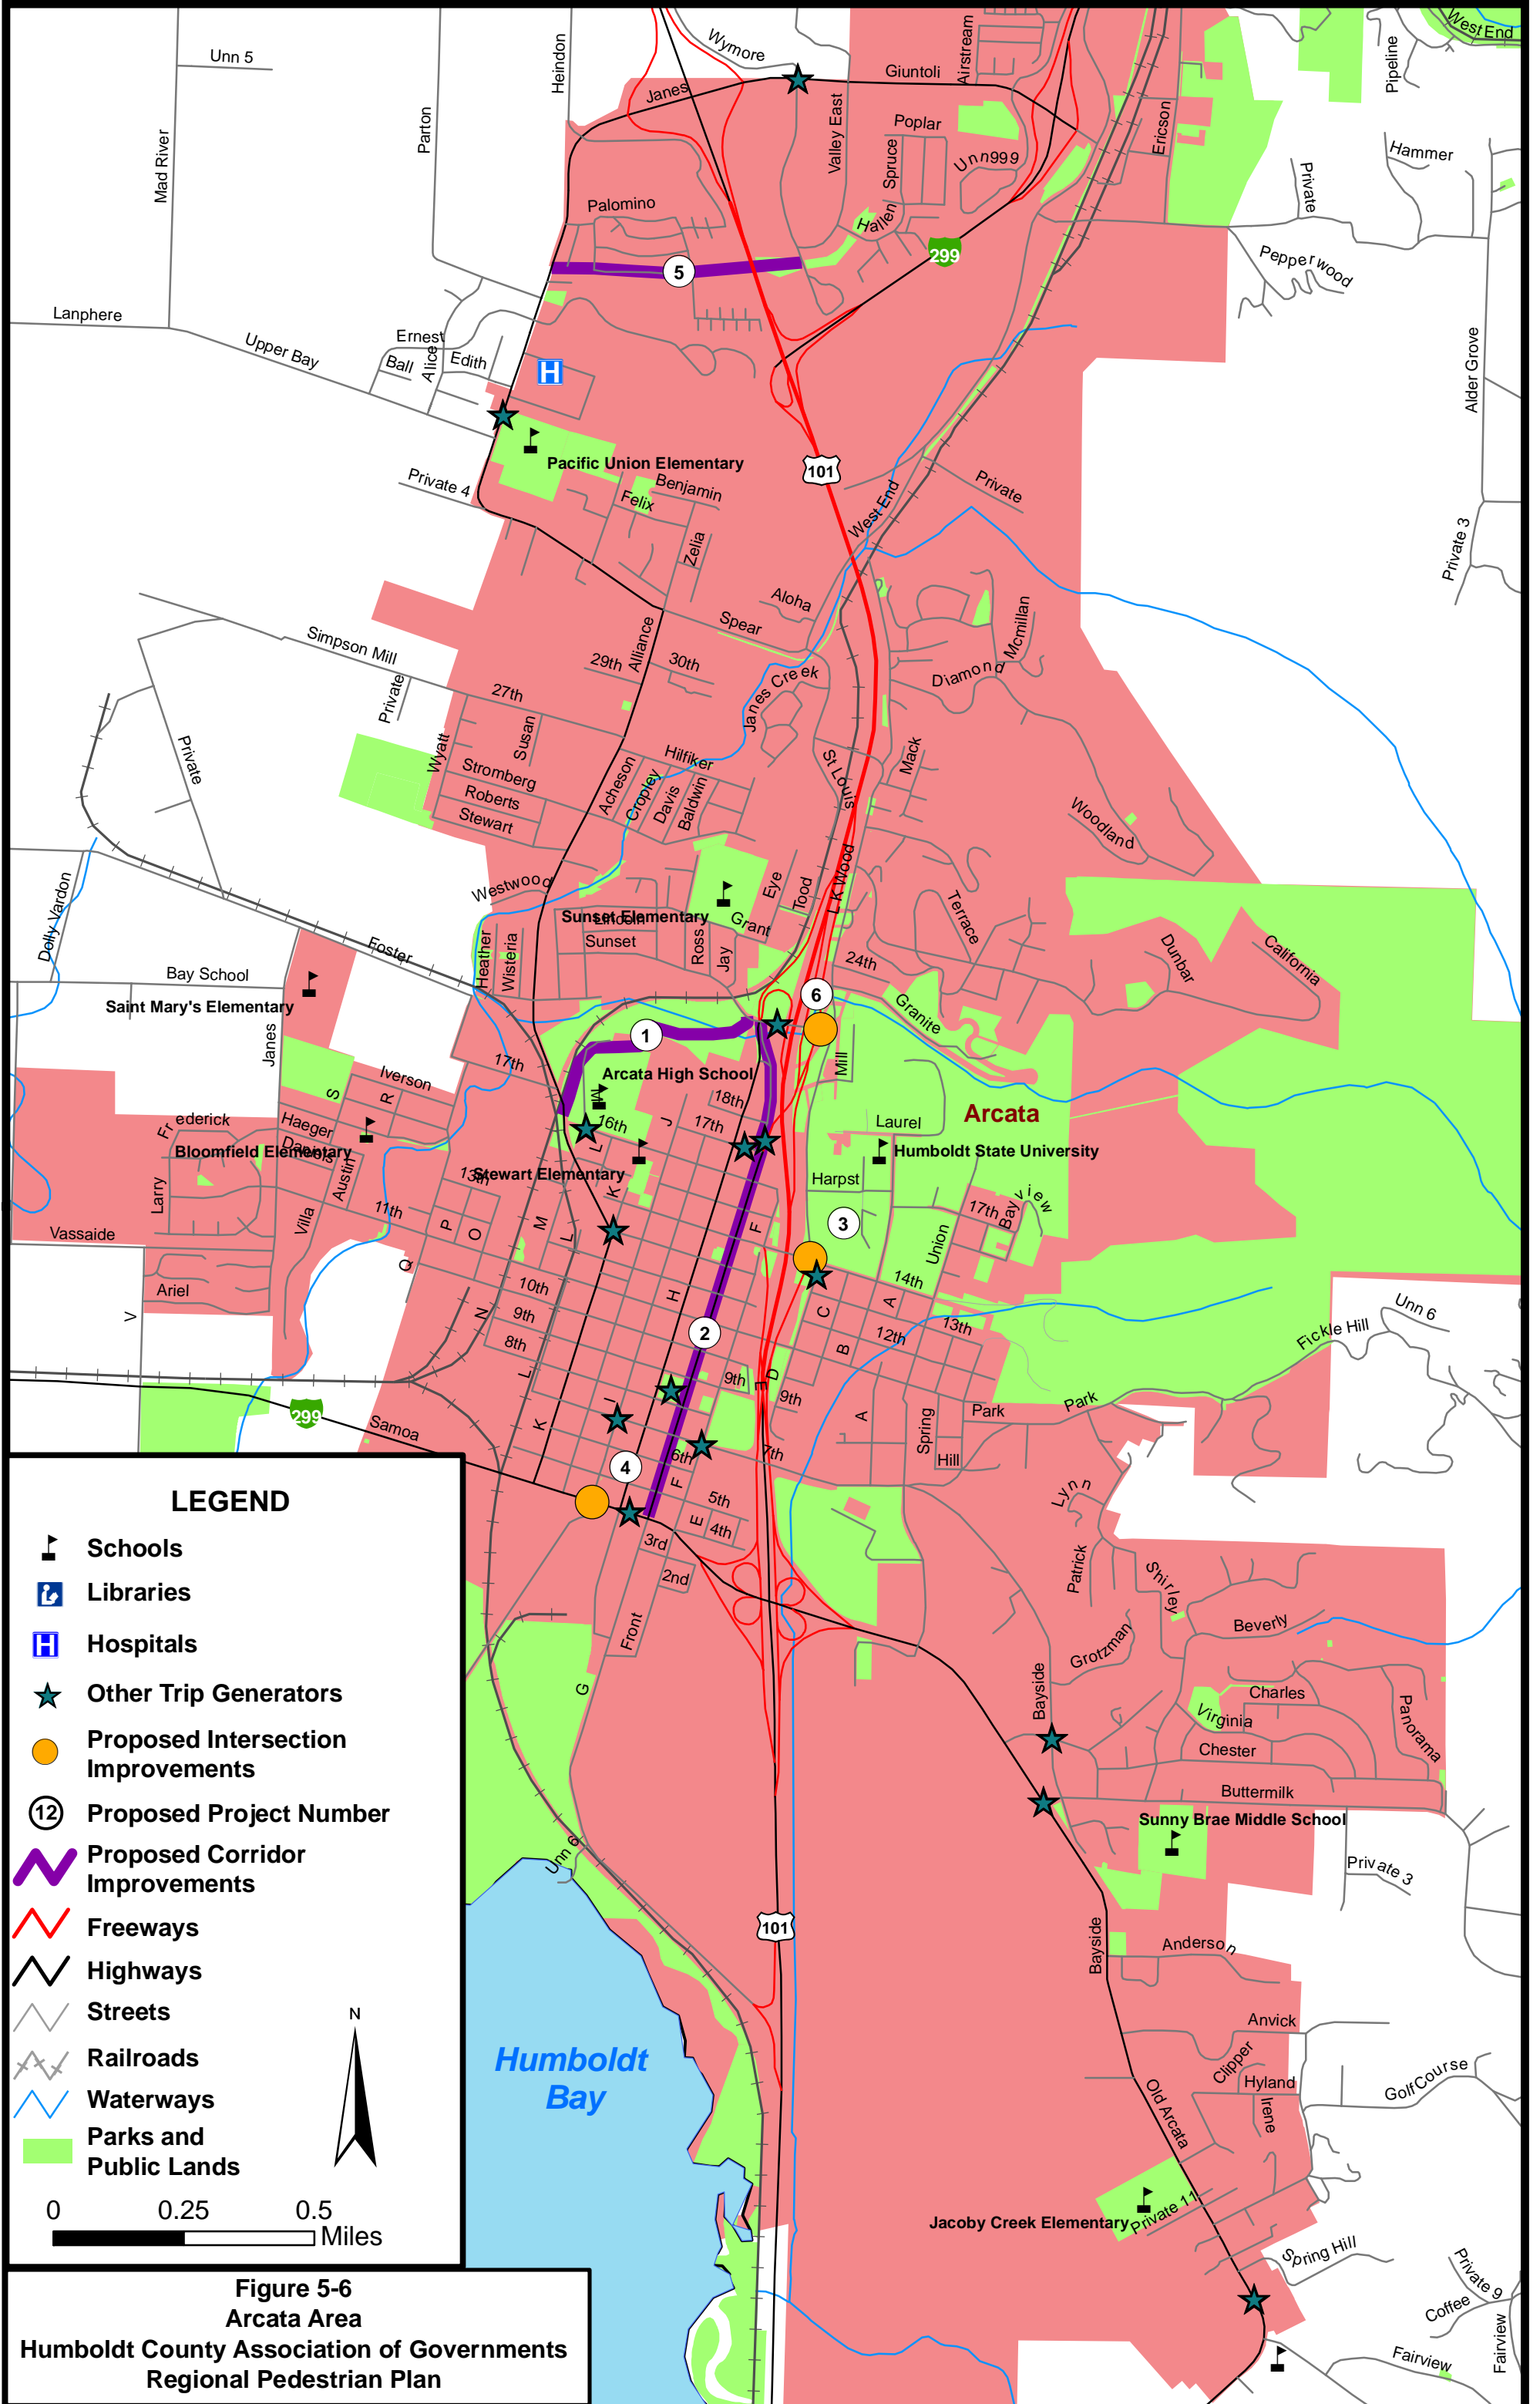 Unn 5
Heindon
Wymore
Airstream
Giuntoli
Pipeline
West End
Janes
Mad River
Parton
Valley East
Poplar
Spruce
Unn999
Ericson
Hammer
Private
Palomino
Hallen
299
Pepperwood
5
Lanphere
Upper Bay
Ernest
Ball
Alice
Edith
H
Alder Grove
Pacific Union Elementary
101
Private 4
Felix
Benjamin
Private
West End
Zelia
Private 3
Aloha
Spear
Mcmillan
Simpson Mill
Private
29th
Alliance
30th
27th
Janes Creek
Diamond
Private
Wyatt
Susan
Hilfiker
St Louis
Mack
Stromberg
Roberts
Stewart
Acheson
Cropley
Davis
Baldwin
Woodland
Westwood
Eye
Tood
L K Wood
Dolly Vardon
Sunset Elementary
Lincoln
Sunset
Grant
Terrace
Foster
Heather
Wisteria
Ross
Jay
24th
Dunbar
California
Bay School
Saint Mary's Elementary
Janes
6
Granite
1
17th
Mill
Iverson
S
R
Arcata High School
M
18th
Arcata
Frederick
Haeger
Daniels
16th
J
17th
Laurel
Bloomfield Elementary
Humboldt State University
L
Stewart Elementary
Larry
Austin
13th
K
Harpst
17th
Bayview
Villa
11th
P
O
M
L
F
3
Union
Vassaide
Q
14th
Ariel
10th
H
C
A
V
N
9th
8th
2
B
12th
13th
Fickle Hill
Unn 6
L
9th
E
D
9th
Park
299
Samoa
K
I
A
Spring
Park
7th
4
6th
Hill
F
5th
Lynn
E
4th
3rd
2nd
Patrick
Shirley
Front
Grotzman
Beverly
G
Bayside
Charles
Virginia
Panorama
Chester
Buttermilk
Sunny Brae Middle School
Unn 6
Private 3
101
Bayside
Anderson
Anvick
Humboldt
Bay
Clipper
Hyland
Irene
Golf Course
Old Arcata
Private 11
Jacoby Creek Elementary
Spring Hill
Private 9
Coffee
Fairview
Fairview
LEGEND
Schools
Libraries
H
Hospitals
Other Trip Generators
Proposed Intersection
Improvements
12
Proposed Project Number
Proposed Corridor
Improvements
Freeways
Highways
Streets
N
Railroads
Waterways
Parks and
Public Lands
0 0.25 0.5
Miles
Figure 5-6
Arcata Area
Humboldt County Association of Governments
Regional Pedestrian Plan